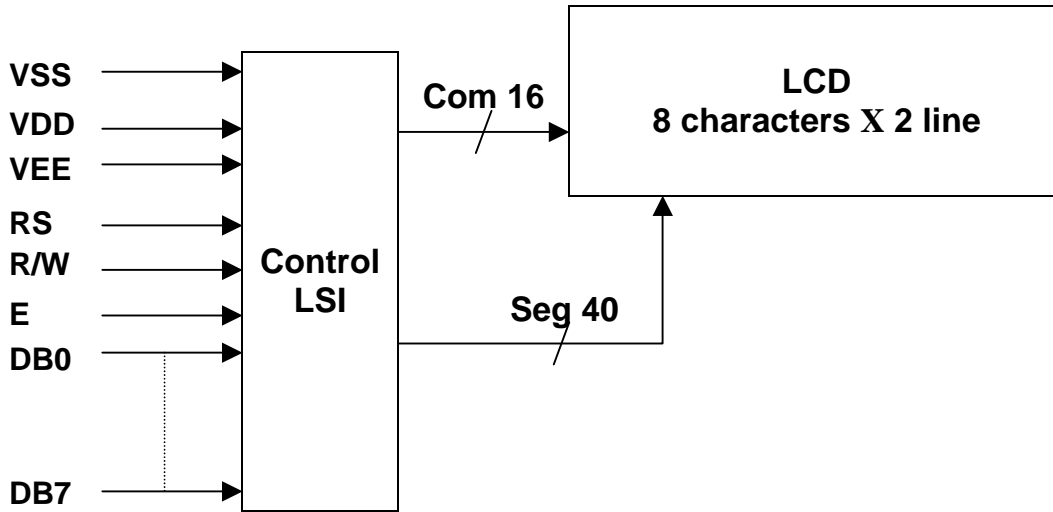 VSS
VDD
VEE
RS
R/W
E
DB0
DB7
Control
LSI
Com 16
Seg 40
LCD
8 characters X 2 line